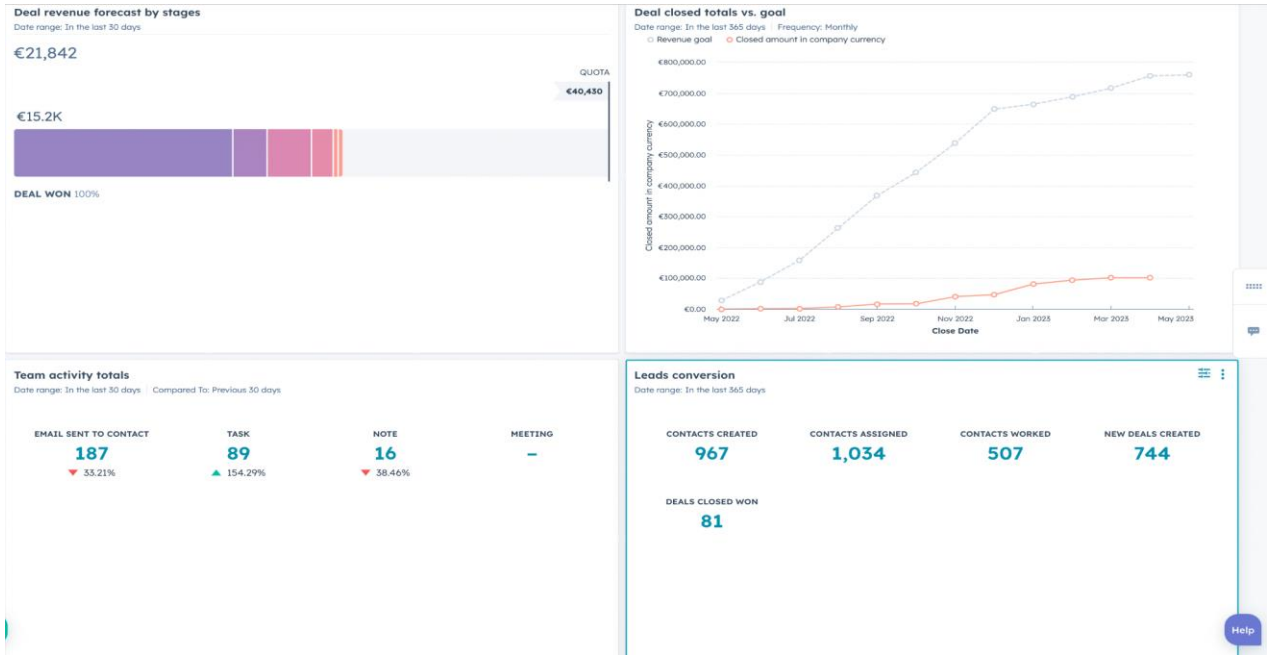 Deal revenue forecast by stages
Date range: In the last 30 days
€21,842
QUOTA
€40,430
€15.2K
DEAL WON 100%
Deal closed totals vs. goal
Date range: In the last 365 days Frequency: Monthly
Revenue goal Closed amount in company currency
Closed amount in company currency
€800,000.00
€700,000.00
€600,000.00
€500,000.00
€400,000.00
€300,000.00
€200,000.00
€100,000.00
€0.00
May 2022 Jul 2022 Sep 2022 Nov 2022 Jan 2023 Mar 2023 May 2023
Close Date
Team activity totals
Date range: In the last 30 days Compared To: Previous 30 days
EMAIL SENT TO CONTACT TASK NOTE MEETING
187 89 16 –
▼ 33.21% ▲ 154.29% ▼ 38.46%
Leads conversion
Date range: In the last 365 days
CONTACTS CREATED CONTACTS ASSIGNED CONTACTS WORKED NEW DEALS CREATED
967 1,034 507 744
DEALS CLOSED WON
81
Help